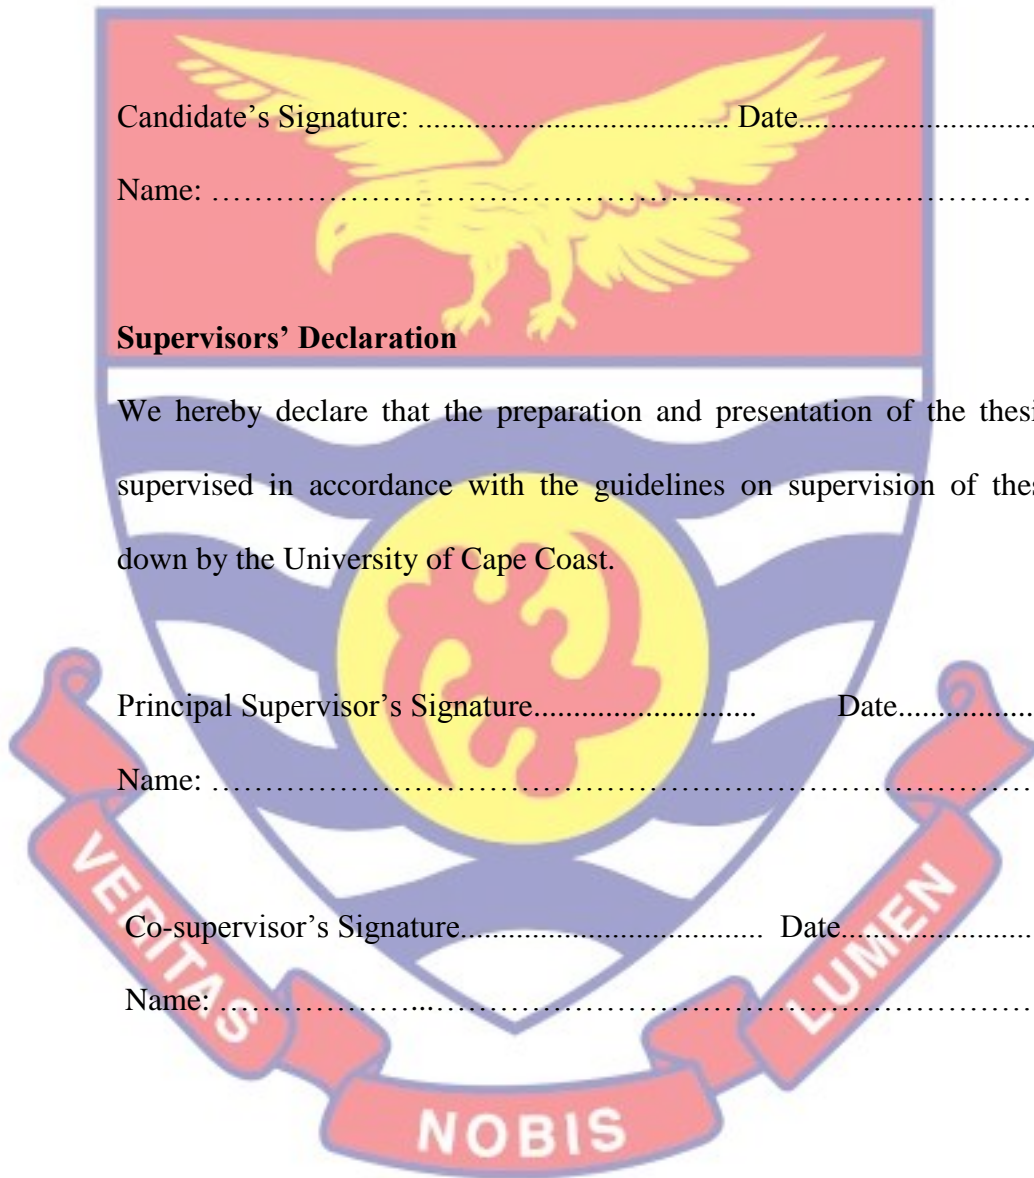 Candidate’s Signature: ....................................... Date..............................
Name: ……………………………………………………………………
Supervisors’ Declaration
We hereby declare that the preparation and presentation of the thesi
supervised in accordance with the guidelines on supervision of thes
down by the University of Cape Coast.
Principal Supervisor’s Signature............................ Date.................
Name: ……………………………………………………………………
Co-supervisor’s Signature...................................... Date.........................
Name: ………………...………………………………………………
VERITAS
NOBIS
LUMEN